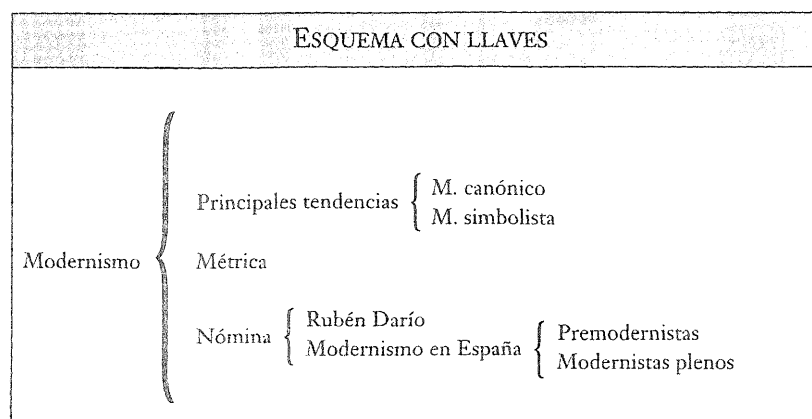 ESQUEMA CON LLAVES
Principales tendencias { M. canónico
M. simbolista
Modernismo { Métrica
Nómina { Rubén Darío
Modernismo en España { Premodernistas
Modernistas plenos